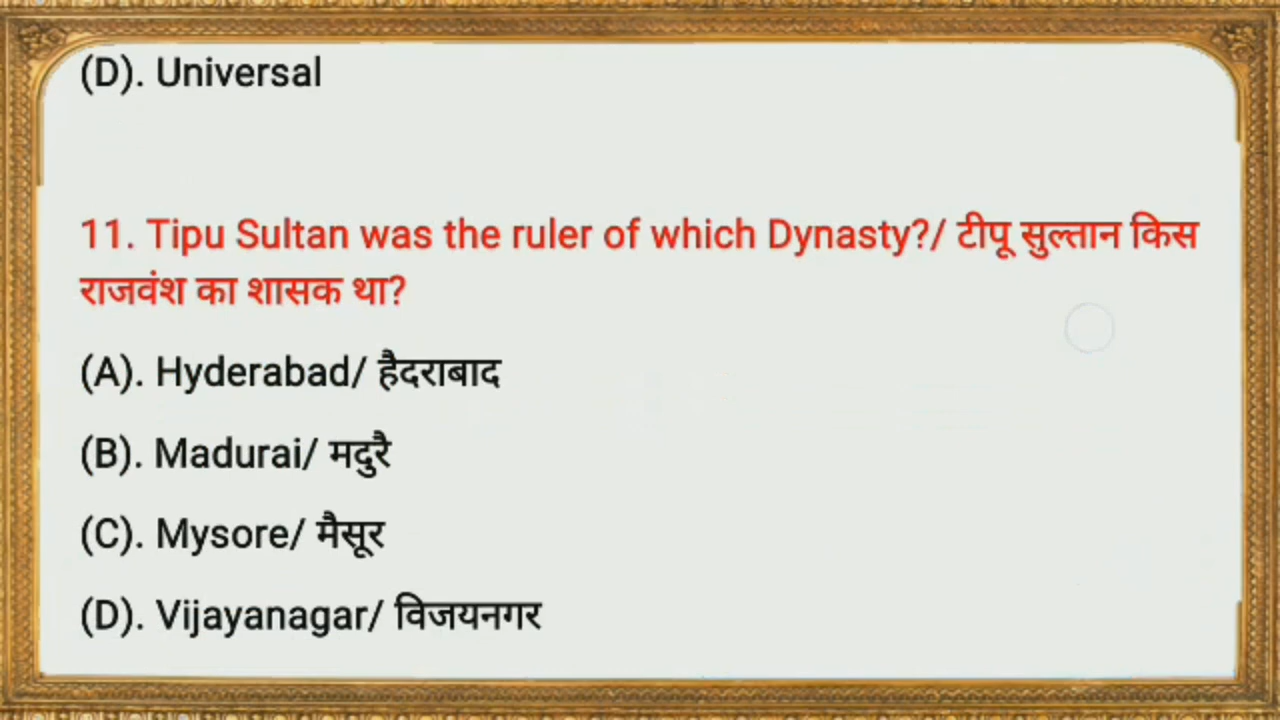 (D). Universal
11. Tipu Sultan was the ruler of which Dynasty?/ टीपू सुल्तान किस
राजवंश का शासक था?
(A). Hyderabad/ हैदराबाद
(B). Madurai/ मदुरै
(C). Mysore/ मैसूर
(D). Vijayanagar/ विजयनगर